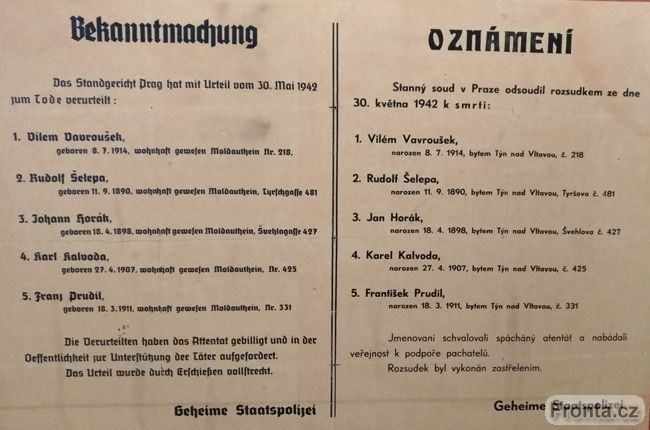 Bekanntmachung
Das Standgericht Prag hat mit Urteil vom 30. Mai 1942
zum Tode verurteilt:
1. Vilem Vavroušek,
geboren 8. 7. 1914, wohnhaft gewesen Moldauthein Nr. 218,
2. Rudolf Šelepa,
geboren 11. 9. 1890, wohnhaft gewesen Moldauthein, Tyrschgasse 481
3. Johann Horák,
geboren 18. 4. 1898, wohnhaft gewesen Moldauthein, Švehlagasse 427
4. Karl Kalvoda,
geboren 27. 4. 1907, wohnhaft gewesen Moldauthein, Nr. 425
5. Franz Prudil,
geboren 18. 3. 1911, wohnhaft gewesen Moldauthein, Nr. 331
Die Verurteilten haben das Attentat gebilligt und in der
Oeffentlichkeit zur Unterstützung der Täter aufgefordert.
Das Urteil wurde durch Erschießen vollstreckt.
Geheime Staatspolizei
OZNÁMENÍ
Stanný soud v Praze odsoudil rozsudkem ze dne
30. května 1942 k smrti:
1. Vilém Vavroušek,
narozen 8. 7. 1914, bytem Týn nad Vltavou, č. 218
2. Rudolf Šelepa,
narozen 11. 9. 1890, bytem Týn nad Vltavou, Tyršova č. 481
3. Jan Horák,
narozen 18. 4. 1898, bytem Týn nad Vltavou, Švehlova č. 427
4. Karel Kalvoda,
narozen 27. 4. 1907, bytem Týn nad Vltavou, č. 425
5. František Prudil,
narozen 18. 3. 1911, bytem Týn nad Vltavou, č. 331
Jmenovaní schvalovali spácháný atentát a nabádali
veřejnost k podpoře pachatelů.
Rozsudek byl vykonán zastřelením.
Geheime Staatspolizei
Fronta.cz